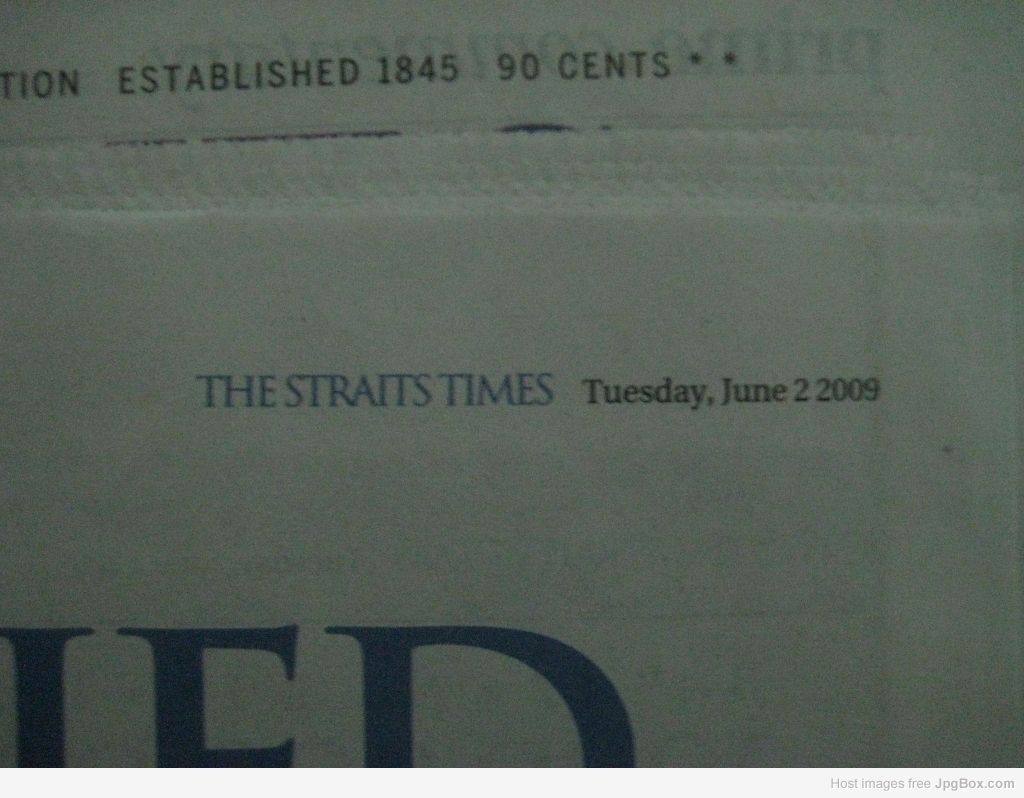 TION ESTABLISHED 1845 90 CENTS * *
THE STRAITS TIMES Tuesday, June 2 2009
IED
Host images free JpgBox.com